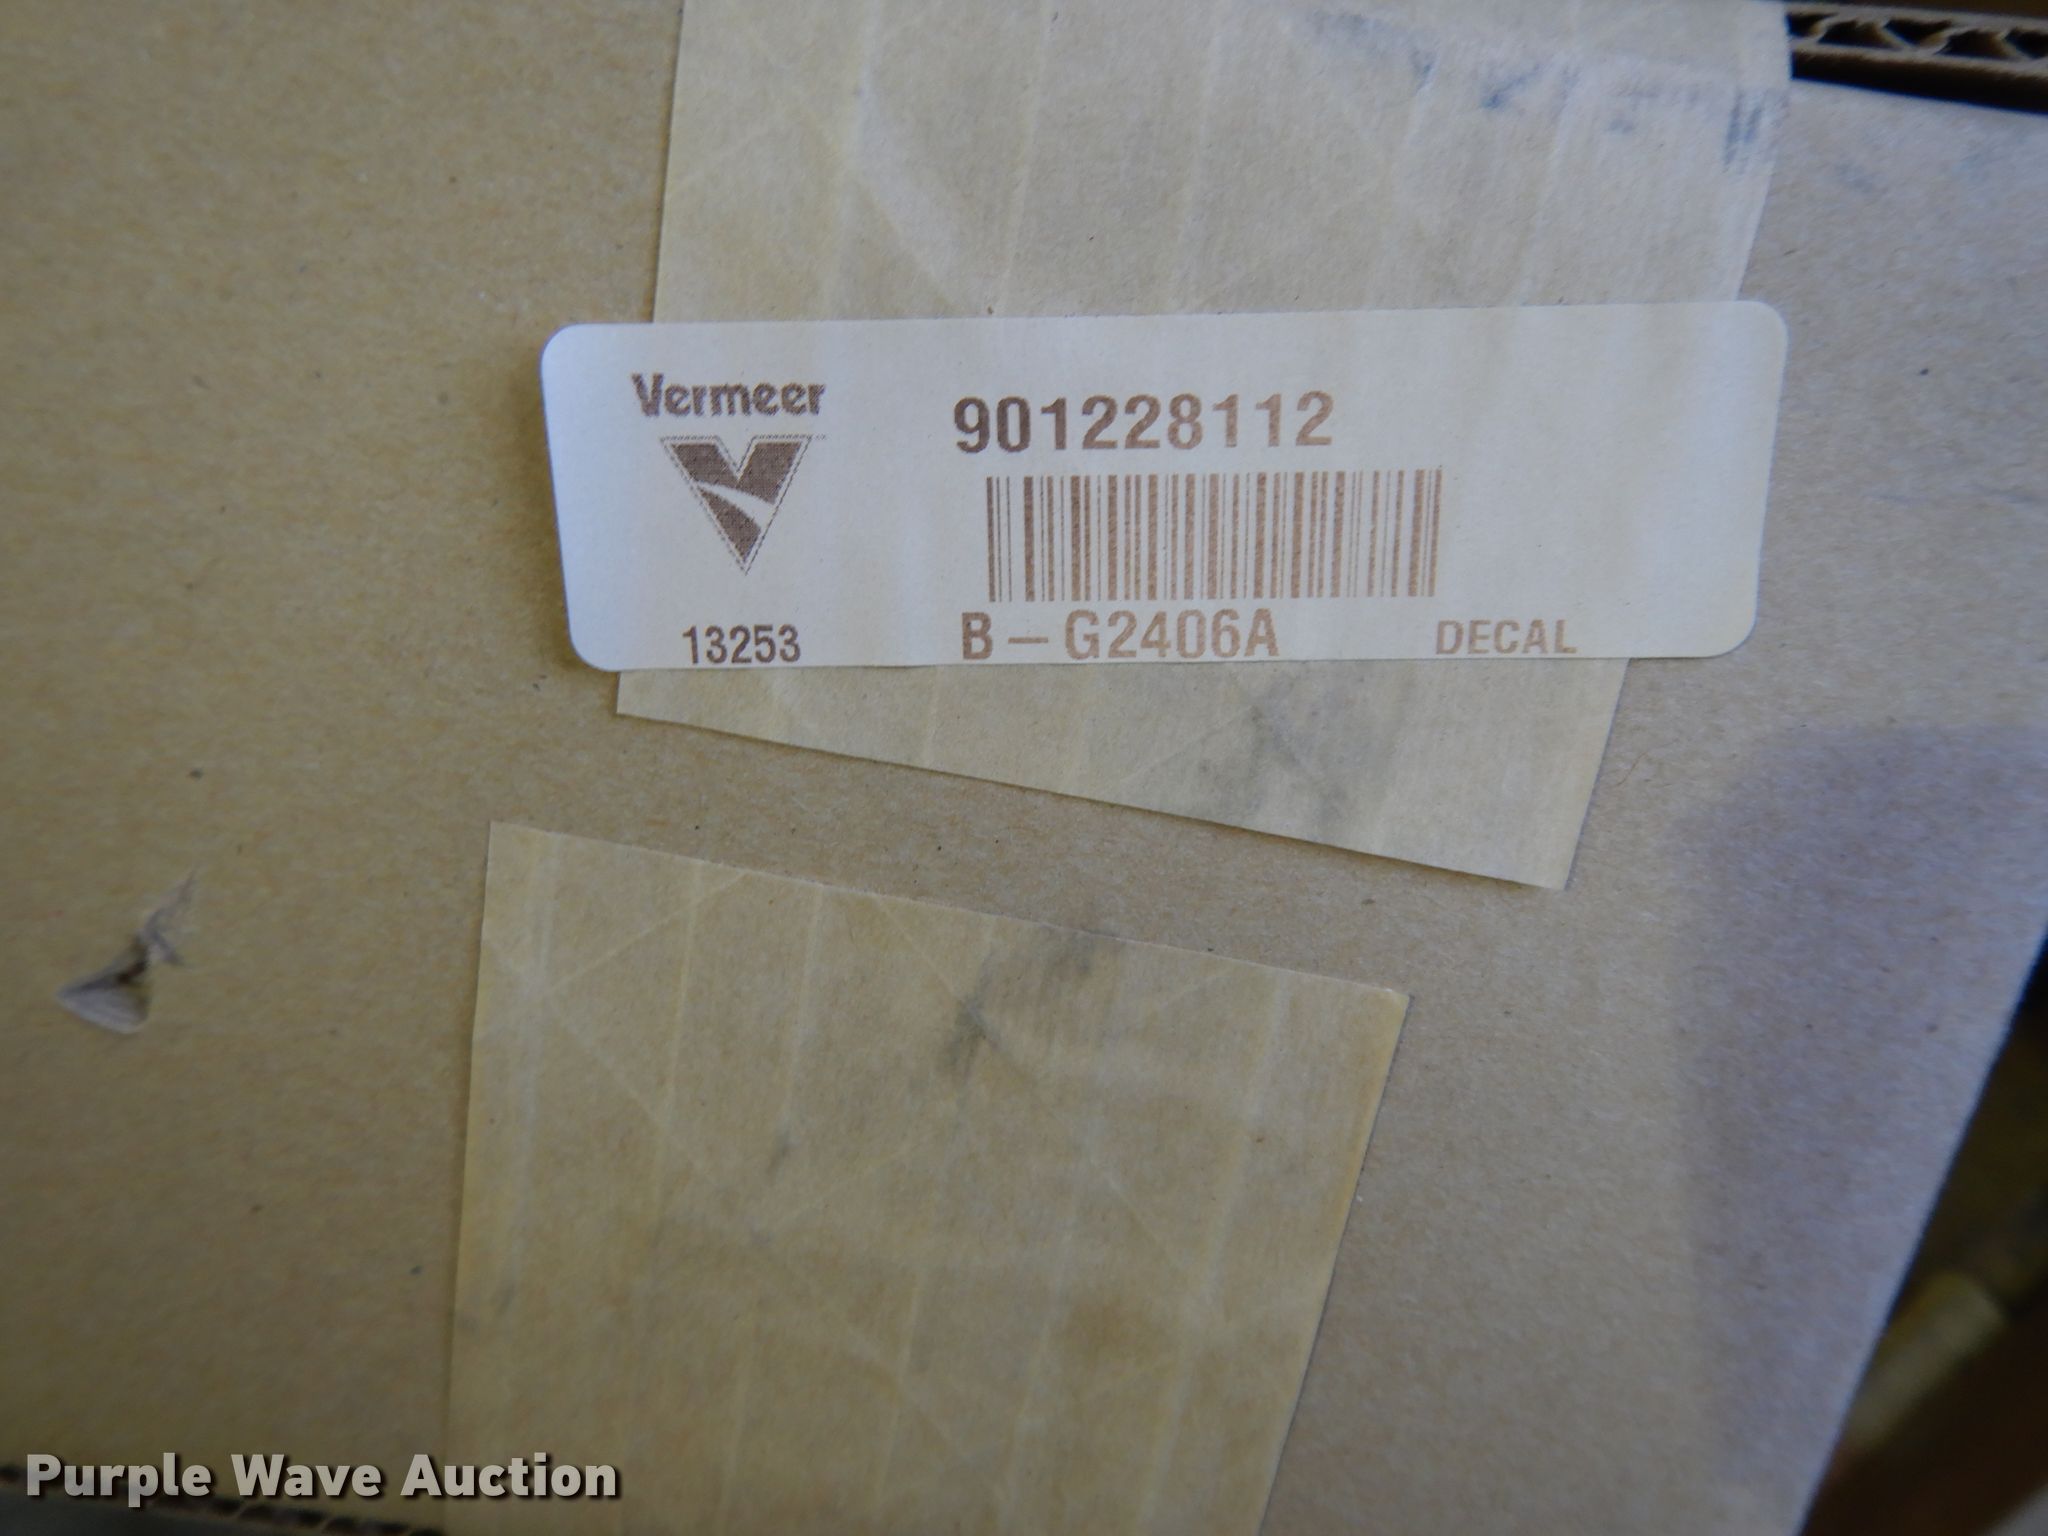 Vermeer
901228112
13253 B-G2406A DECAL
Purple Wave Auction